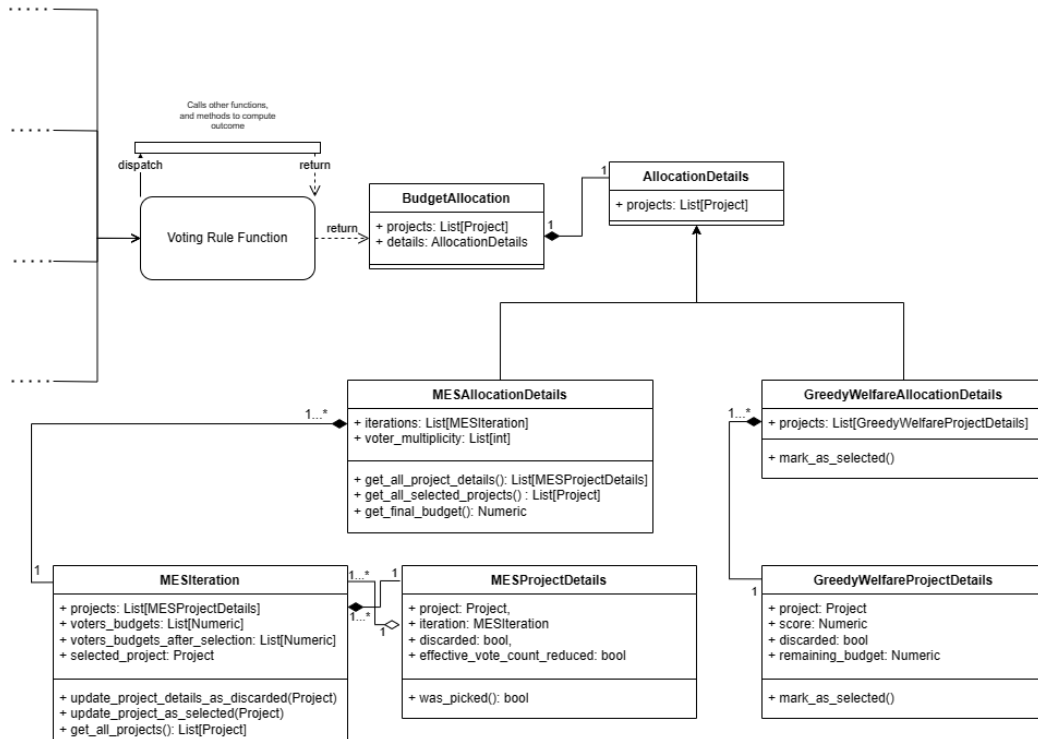 Calls other functions,
and methods to compute
outcome
dispatch
return
Voting Rule Function
return
BudgetAllocation
+ projects: List[Project]
+ details: AllocationDetails
1
1
AllocationDetails
+ projects: List[Project]
MESAllocationDetails
+ iterations: List[MESIteration]
+ voter_multiplicity: List[int]
+ get_all_project_details(): List[MESProjectDetails]
+ get_all_selected_projects() : List[Project]
+ get_final_budget(): Numeric
1...*
1
GreedyWelfareAllocationDetails
+ projects: List[GreedyWelfareProjectDetails]
+ mark_as_selected()
1...*
1
MESIteration
+ projects: List[MESProjectDetails]
+ voters_budgets: List[Numeric]
+ voters_budgets_after_selection: List[Numeric]
+ selected_project: Project
+ update_project_details_as_discarded(Project)
+ update_project_as_selected(Project)
+ get_all_projects(): List[Project]
1...*
1
1...*
1
MESProjectDetails
+ project: Project,
+ iteration: MESIteration
+ discarded: bool,
+ effective_vote_count_reduced: bool
+ was_picked(): bool
GreedyWelfareProjectDetails
+ project: Project
+ score: Numeric
+ discarded: bool
+ remaining_budget: Numeric
+ mark_as_selected()